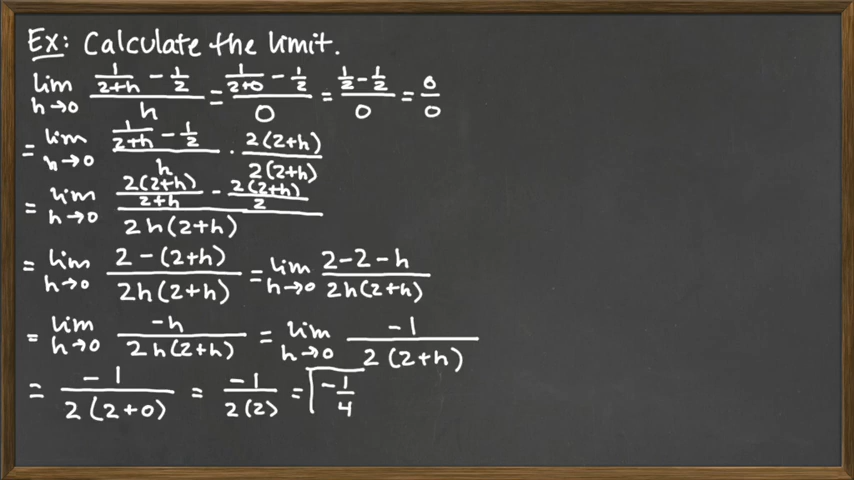 Ex: Calculate the limit.
lim h→0 (1/(2+h) - 1/2)/h = (1/(2+0) - 1/2)/0 = (1/2 - 1/2)/0 = 0/0
= lim h→0 (1/(2+h) - 1/2)/h · 2(2+h)/2(2+h)
= lim h→0 (2(2+h)/(2+h) - 2(2+h)/2)/2h(2+h)
= lim h→0 (2-(2+h))/2h(2+h) = lim h→0 (2-2-h)/2h(2+h)
= lim h→0 -h/2h(2+h) = lim h→0 -1/2(2+h)
= -1/2(2+0) = -1/2(2) = -1/4